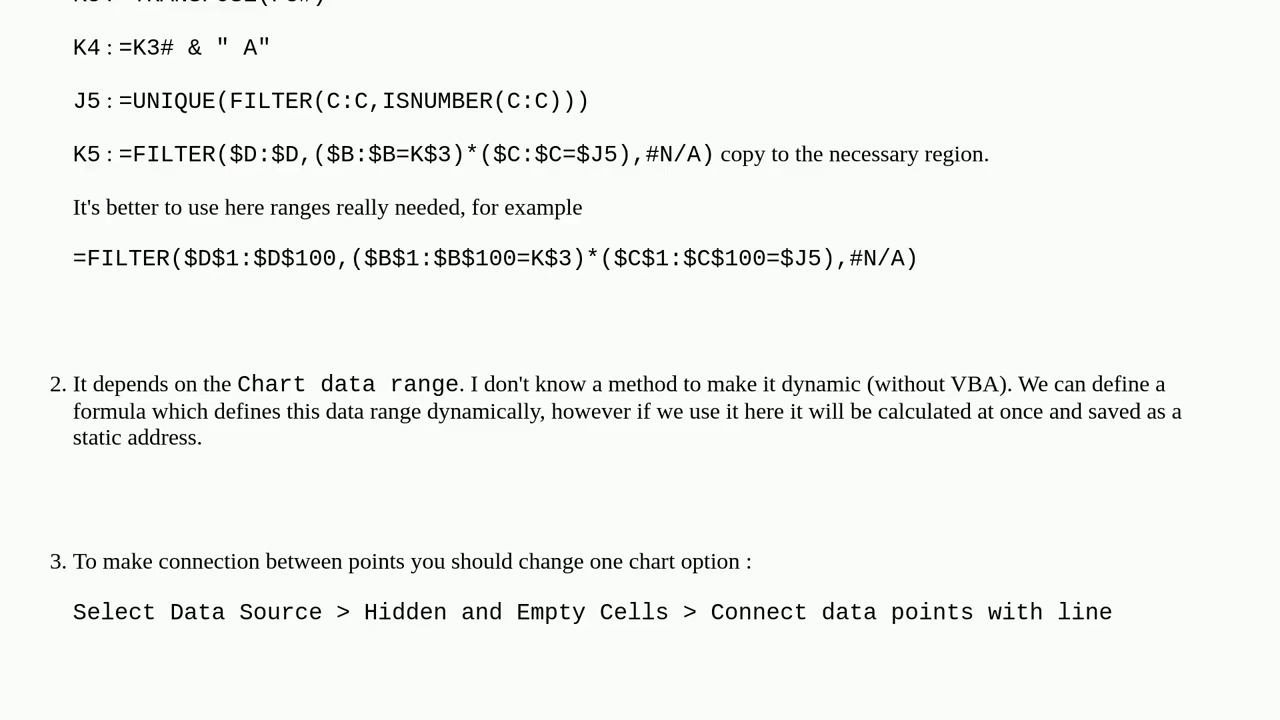 K4 : =K3# & " A"
J5 : =UNIQUE(FILTER(C:C,ISNUMBER(C:C)))
K5 : =FILTER($D:$D,($B:$B=K$3)*($C:$C=$J5),#N/A) copy to the necessary region.
It's better to use here ranges really needed, for example
=FILTER($D$1:$D$100,($B$1:$B$100=K$3)*($C$1:$C$100=$J5),#N/A)
2. It depends on the Chart data range. I don't know a method to make it dynamic (without VBA). We can define a
formula which defines this data range dynamically, however if we use it here it will be calculated at once and saved as a
static address.
3. To make connection between points you should change one chart option :
Select Data Source > Hidden and Empty Cells > Connect data points with line